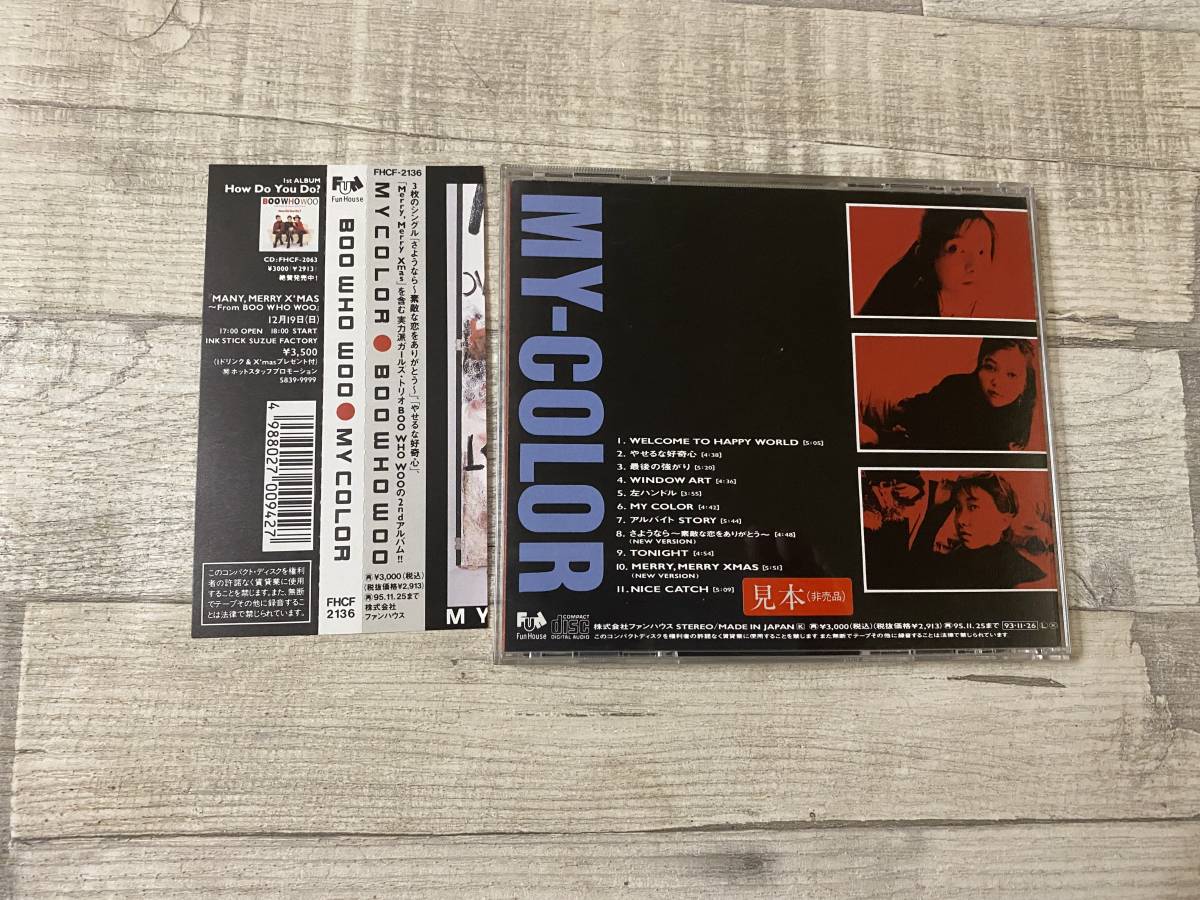 1st ALBUM
How Do You Do?
BOOWHOWOO
CD:FHCF-2063
¥3000(¥2913)
絶賛発売中!
「MANY, MERRY X'MAS
〜From BOO WHO WOO」
12月19日(日)
17:00 OPEN 18:00 START
INK STICK SUZUE FACTORY
¥3,500
(1ドリンク&X'masプレゼント付)
問ホットスタッフプロモーション
5839-9999
4988027009427
このコンパクト・ディスクを権利
者の許諾なく賃貸業に使用
することを禁じます。また、無断
でテープその他に録音するこ
とは法律で禁じられています。
Fun House
BOO WHO WOO●MY COLOR
FHCF
2136
FHCF-2136
3枚のシングル「さようなら〜素敵な恋をありがとう〜」、「やせるな好奇心」、
「Merry, Merry Xmas」を含む実力派ガールズ・トリオBOO WHO WOOの2ndアルバム!!
MY COLOR●BOO WHO WOO
再¥3,000(税込)
(税抜価格¥2,913)
再95.11.25まで
株式会社
ファンハウス
MY
MY-COLOR
1. WELCOME TO HAPPY WORLD [5:05]
2. やせるな好奇心 [4:38]
3. 最後の強がり [5:20]
4. WINDOW ART [4:36]
5. 左ハンドル [3:55]
6. MY COLOR [4:42]
7. アルバイト STORY [5:44]
8. さようなら〜素敵な恋をありがとう〜 [4:48]
(NEW VERSION)
9. TONIGHT [4:54]
10. MERRY, MERRY XMAS [5:51]
(NEW VERSION)
11. NICE CATCH [5:09]
見本(非売品)
Fun House
COMPACT
disc
DIGITAL AUDIO
株式会社ファンハウス STEREO/MADE IN JAPAN K 再¥3,000(税込)(税抜価格¥2,913) 再95.11.25まで 93·11·26 L X
このコンパクトディスクを権利者の許諾なく賃貸業に使用することを禁じます また無断でテープその他に録音することは法律で禁じられています